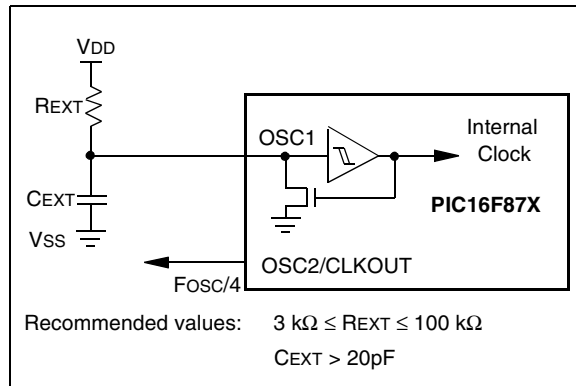 VDD
REXT
OSC1
Internal
Clock
CEXT
PIC16F87X
VSS
OSC2/CLKOUT
FOSC/4
Recommended values: 3 kΩ ≤ REXT ≤ 100 kΩ
CEXT > 20pF